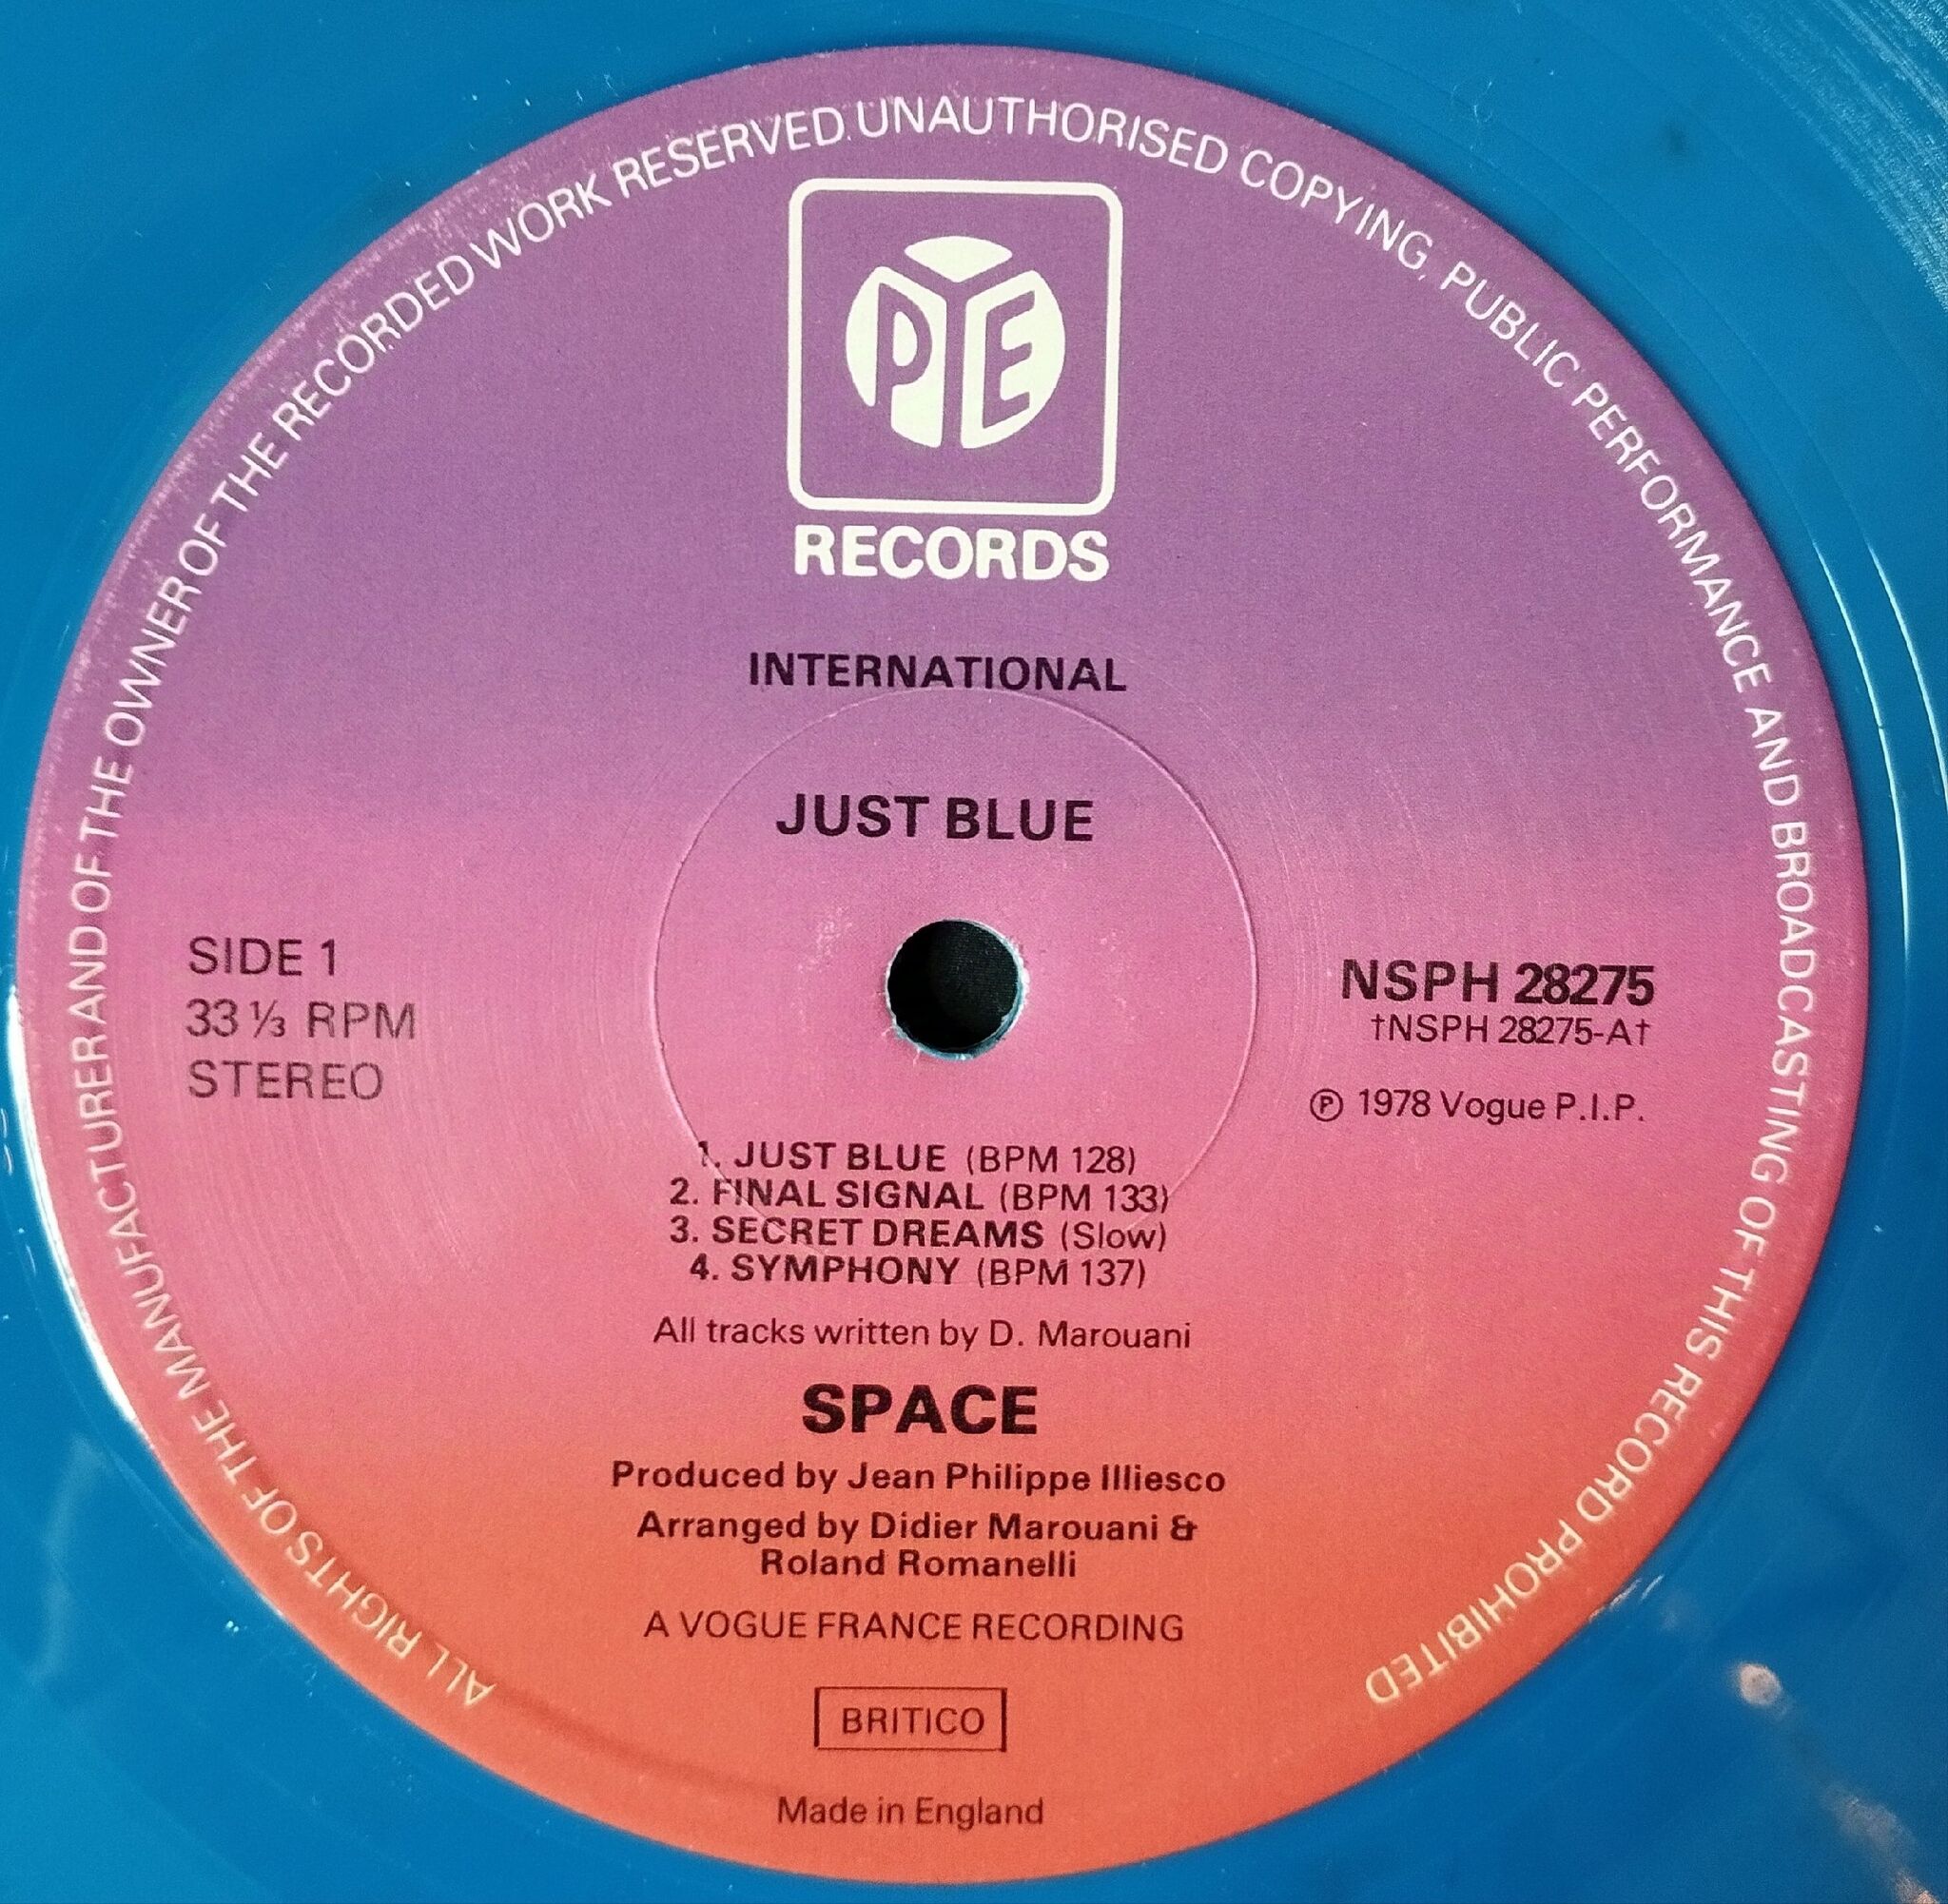 ALL RIGHTS OF THE MANUFACTURER AND OF THE OWNER OF THE RECORDED WORK RESERVED. UNAUTHORISED COPYING, PUBLIC PERFORMANCE AND BROADCASTING OF THIS RECORD PROHIBITED
PYE
RECORDS
INTERNATIONAL
JUST BLUE
SIDE 1
33 ⅓ RPM
STEREO
NSPH 28275
†NSPH 28275-A†
℗ 1978 Vogue P.I.P.
1. JUST BLUE (BPM 128)
2. FINAL SIGNAL (BPM 133)
3. SECRET DREAMS (Slow)
4. SYMPHONY (BPM 137)
All tracks written by D. Marouani
SPACE
Produced by Jean Philippe Illiesco
Arranged by Didier Marouani &
Roland Romanelli
A VOGUE FRANCE RECORDING
BRITICO
Made in England